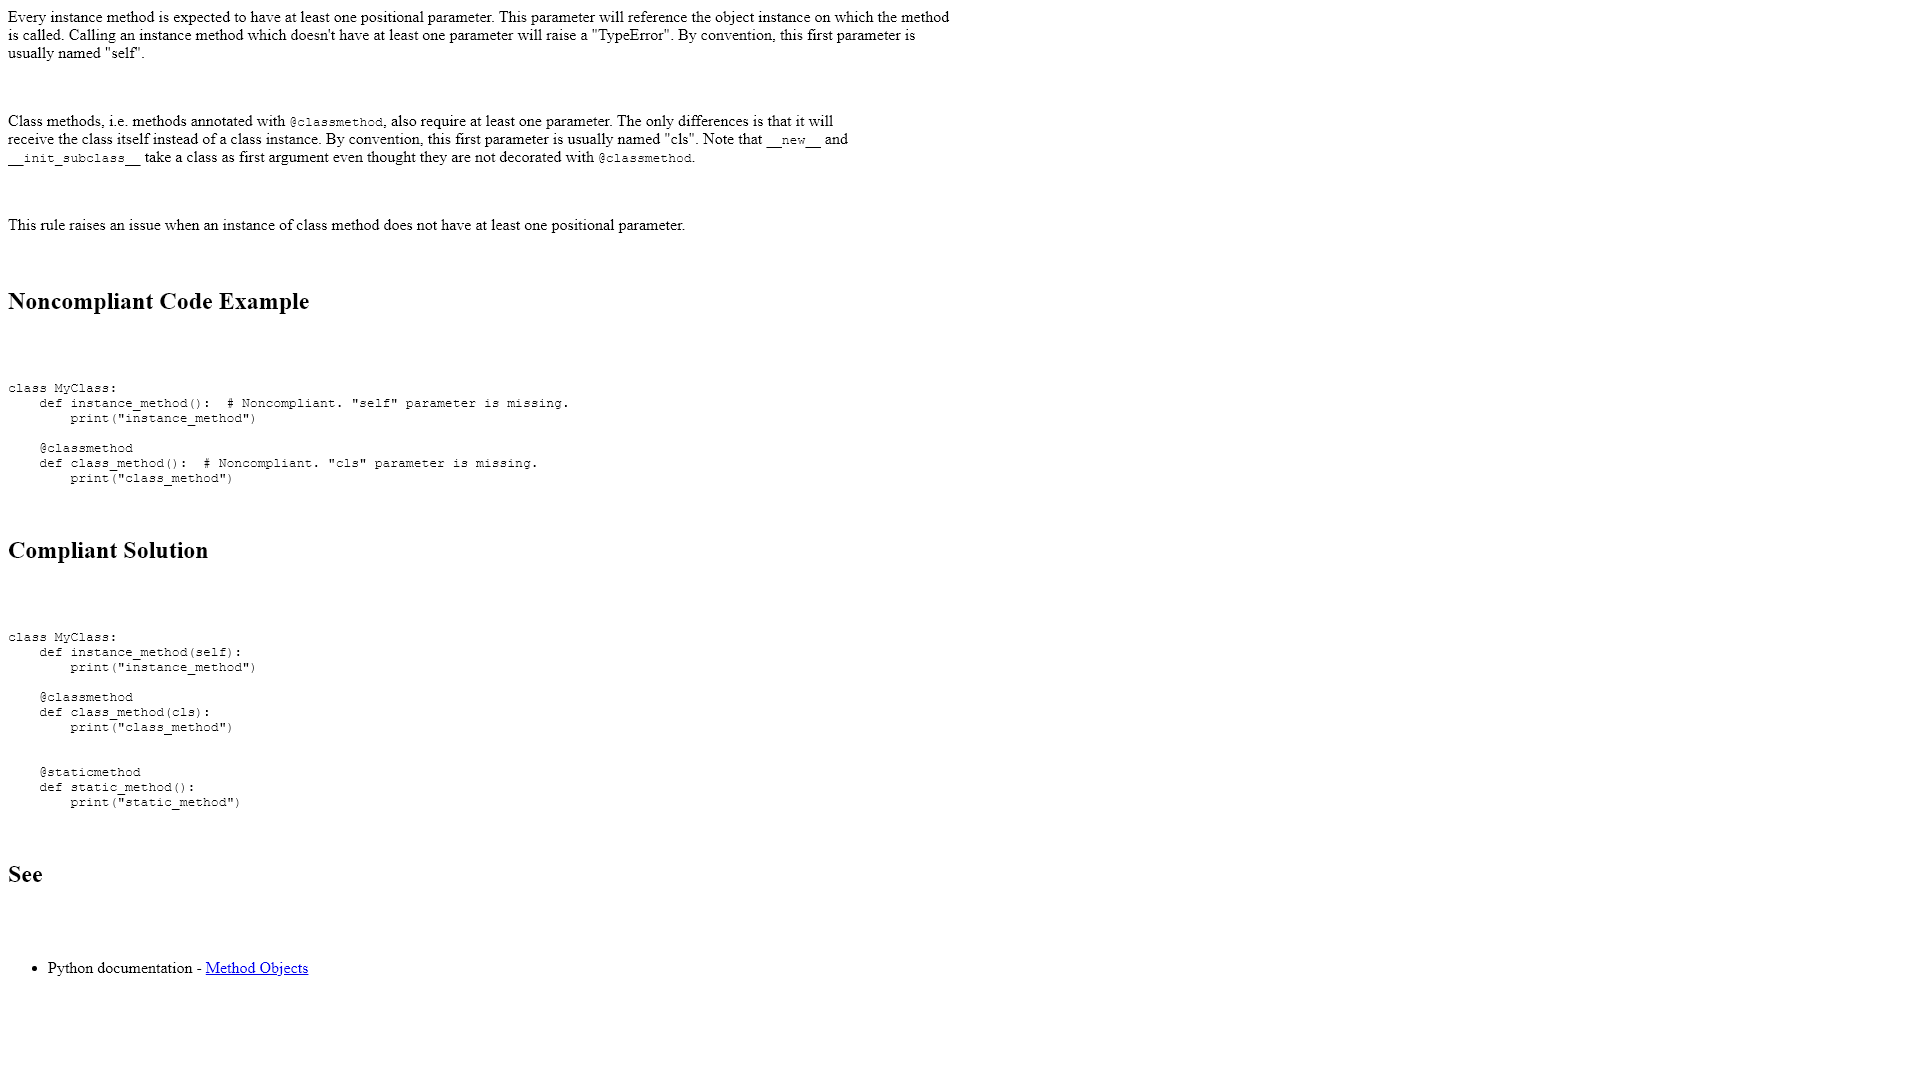 Every instance method is expected to have at least one positional parameter. This parameter will reference the object instance on which the method
is called. Calling an instance method which doesn't have at least one parameter will raise a "TypeError". By convention, this first parameter is
usually named "self".
Class methods, i.e. methods annotated with @classmethod, also require at least one parameter. The only differences is that it will
receive the class itself instead of a class instance. By convention, this first parameter is usually named "cls". Note that __new__ and
__init_subclass__ take a class as first argument even thought they are not decorated with @classmethod.
This rule raises an issue when an instance of class method does not have at least one positional parameter.
Noncompliant Code Example
class MyClass:
    def instance_method():  # Noncompliant. "self" parameter is missing.
        print("instance_method")
    @classmethod
    def class_method():  # Noncompliant. "cls" parameter is missing.
        print("class_method")
Compliant Solution
class MyClass:
    def instance_method(self):
        print("instance_method")
    @classmethod
    def class_method(cls):
        print("class_method")
    @staticmethod
    def static_method():
        print("static_method")
See
• Python documentation - Method Objects